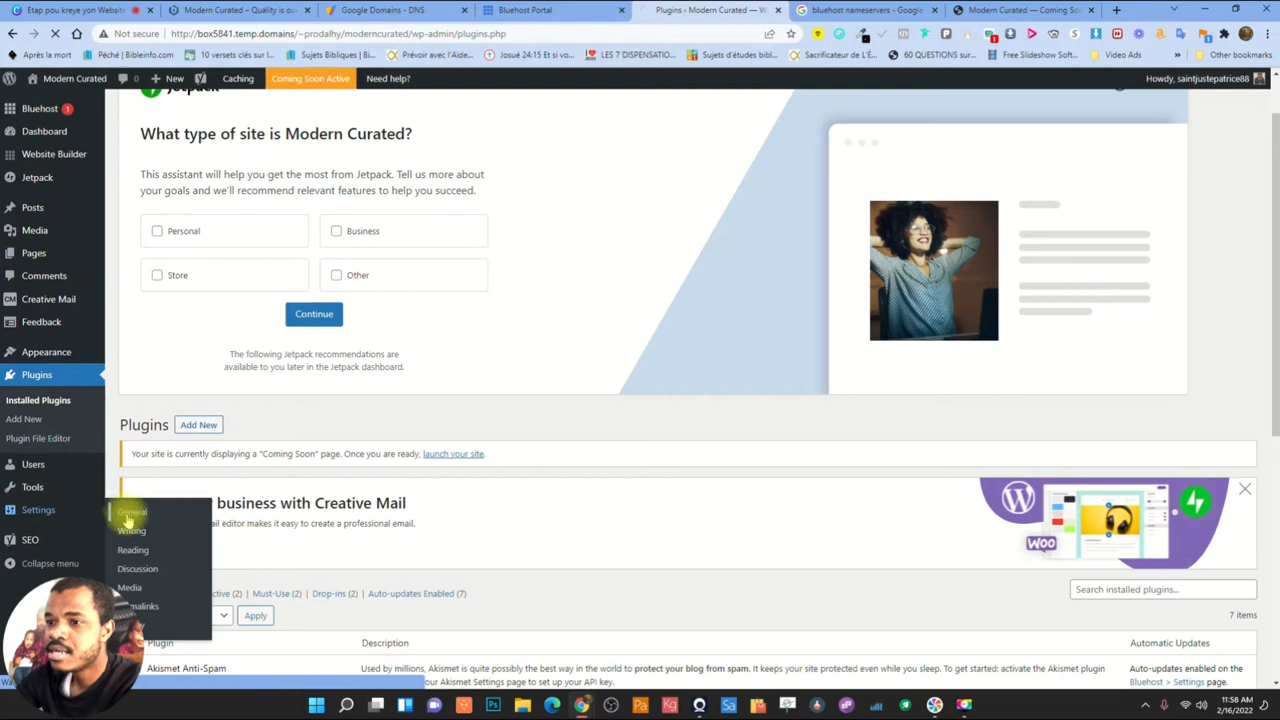 Etap pou kreye yon Website
Modern Curated – Quality is ou
Google Domains - DNS
Bluehost Portal
Plugins ‹ Modern Curated — W
bluehost nameservers - Google
Modern Curated — Coming Soo
Not secure | http://box5841.temp.domains/~prodalhy/moderncurated/wp-admin/plugins.php
Après la mort
Péché | Bibleinfo.com
10 versets clés sur l...
Sujets Bibliques | Bi...
Prévoir avec l'Aide...
Josué 24:15 Et si vo...
LES 7 DISPENSATIO...
Sujets d'études bibl...
Sacrificateur de L'É...
60 QUESTIONS sur...
Free Slideshow Soft...
Video Ads
Other bookmarks
Modern Curated
0
New
Caching
Coming Soon Active
Need help?
Howdy, saintjustepatrice88
Bluehost 1
Dashboard
Website Builder
Jetpack
Posts
Media
Pages
Comments
Creative Mail
Feedback
Appearance
Plugins
Installed Plugins
Add New
Plugin File Editor
Users
Tools
Settings
SEO
Collapse menu
General
Writing
Reading
Discussion
Media
Jetpack
What type of site is Modern Curated?
This assistant will help you get the most from Jetpack. Tell us more about
your goals and we'll recommend relevant features to help you succeed.
Personal
Business
Store
Other
Continue
The following Jetpack recommendations are
available to you later in the Jetpack dashboard.
Plugins
Add New
Your site is currently displaying a "Coming Soon" page. Once you are ready, launch your site.
business with Creative Mail
ail editor makes it easy to create a professional email.
Woo
(2) | Must-Use (2) | Drop-ins (2) | Auto-updates Enabled (7)
Search installed plugins...
Apply
7 items
Plugin
Description
Automatic Updates
Akismet Anti-Spam
Used by millions, Akismet is quite possibly the best way in the world to protect your blog from spam. It keeps your site protected even while you sleep. To get started: activate the Akismet plugin
our Akismet Settings page to set up your API key.
Auto-updates enabled on the
Bluehost > Settings page.
11:58 AM
2/16/2022